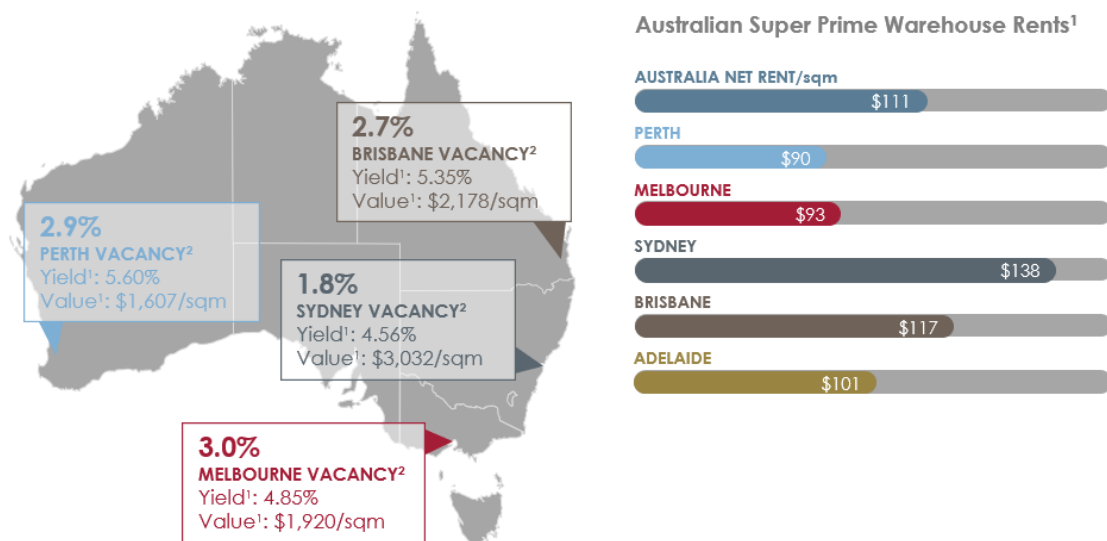 Australian Super Prime Warehouse Rents¹
2.7%
BRISBANE VACANCY²
Yield¹: 5.35%
Value¹: $2,178/sqm
2.9%
PERTH VACANCY²
Yield¹: 5.60%
Value¹: $1,607/sqm
1.8%
SYDNEY VACANCY²
Yield¹: 4.56%
Value¹: $3,032/sqm
3.0%
MELBOURNE VACANCY²
Yield¹: 4.85%
Value¹: $1,920/sqm
AUSTRALIA NET RENT/sqm
$111
PERTH
$90
MELBOURNE
$93
SYDNEY
$138
BRISBANE
$117
ADELAIDE
$101